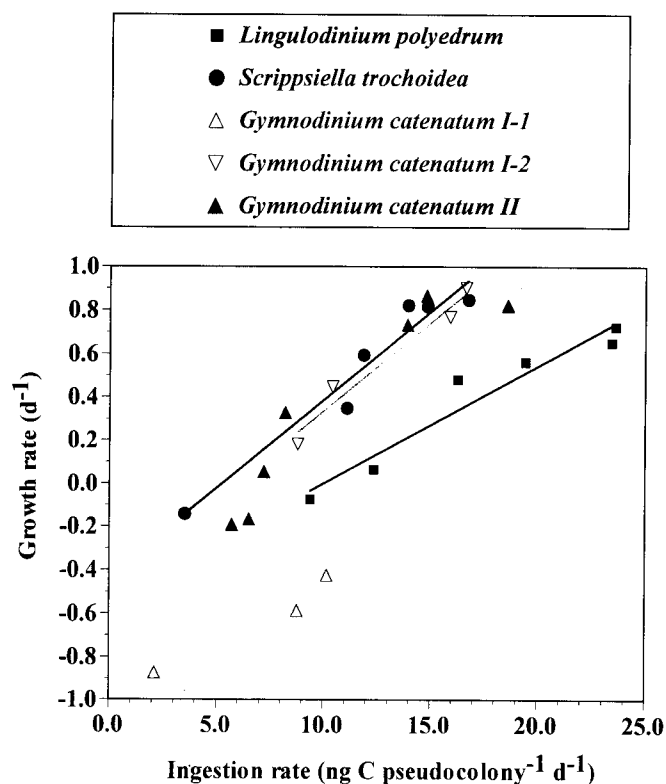 Lingulodinium polyedrum
Scrippsiella trochoidea
Gymnodinium catenatum I-1
Gymnodinium catenatum I-2
Gymnodinium catenatum II
1.0
0.8
0.6
0.4
0.2
0.0
-0.2
-0.4
-0.6
-0.8
-1.0
Growth rate (d⁻¹)
0.0 5.0 10.0 15.0 20.0 25.0
Ingestion rate (ng C pseudocolony⁻¹ d⁻¹)